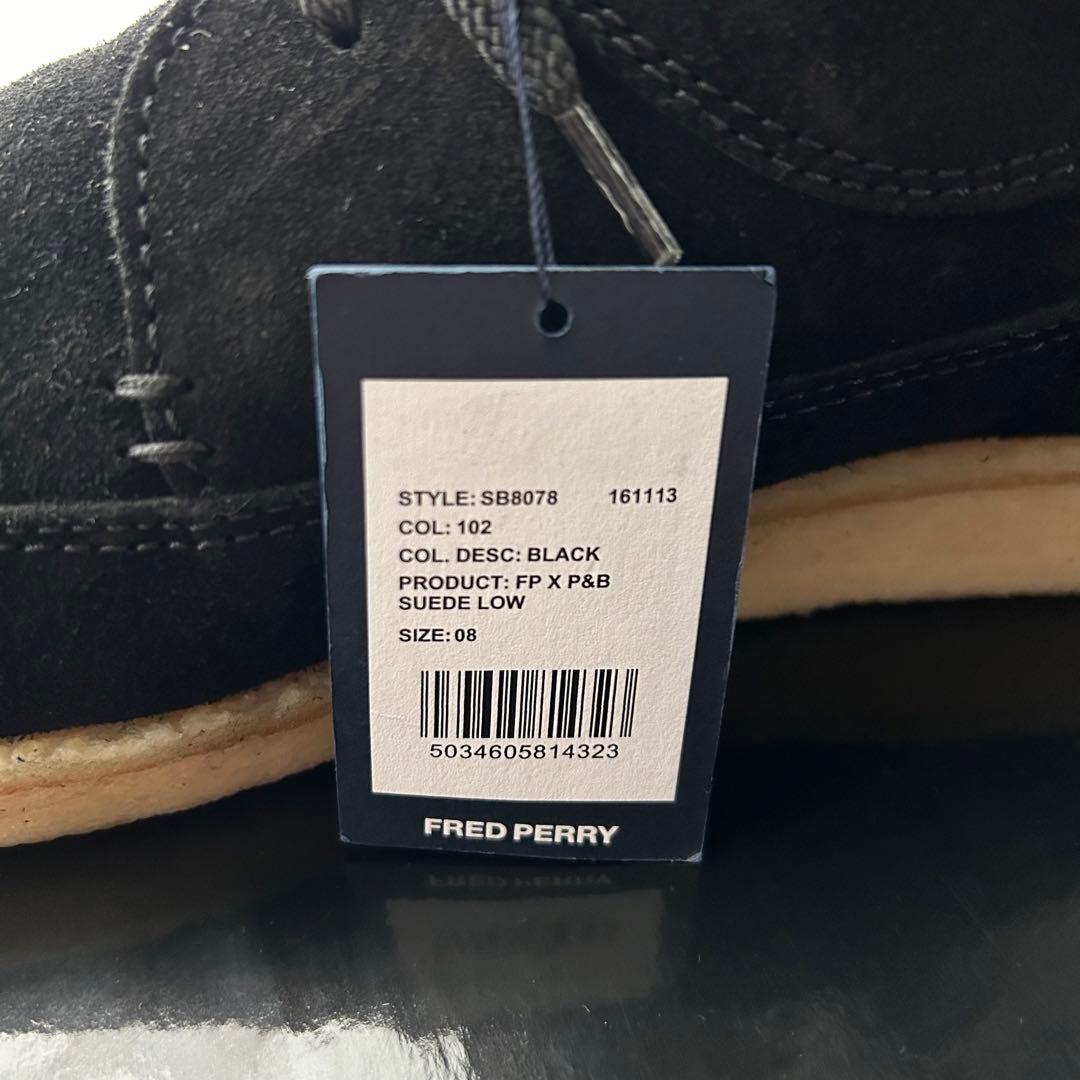 STYLE: SB8078 161113
COL: 102
COL. DESC: BLACK
PRODUCT: FP X P&B
SUEDE LOW
SIZE: 08
5034605814323
FRED PERRY